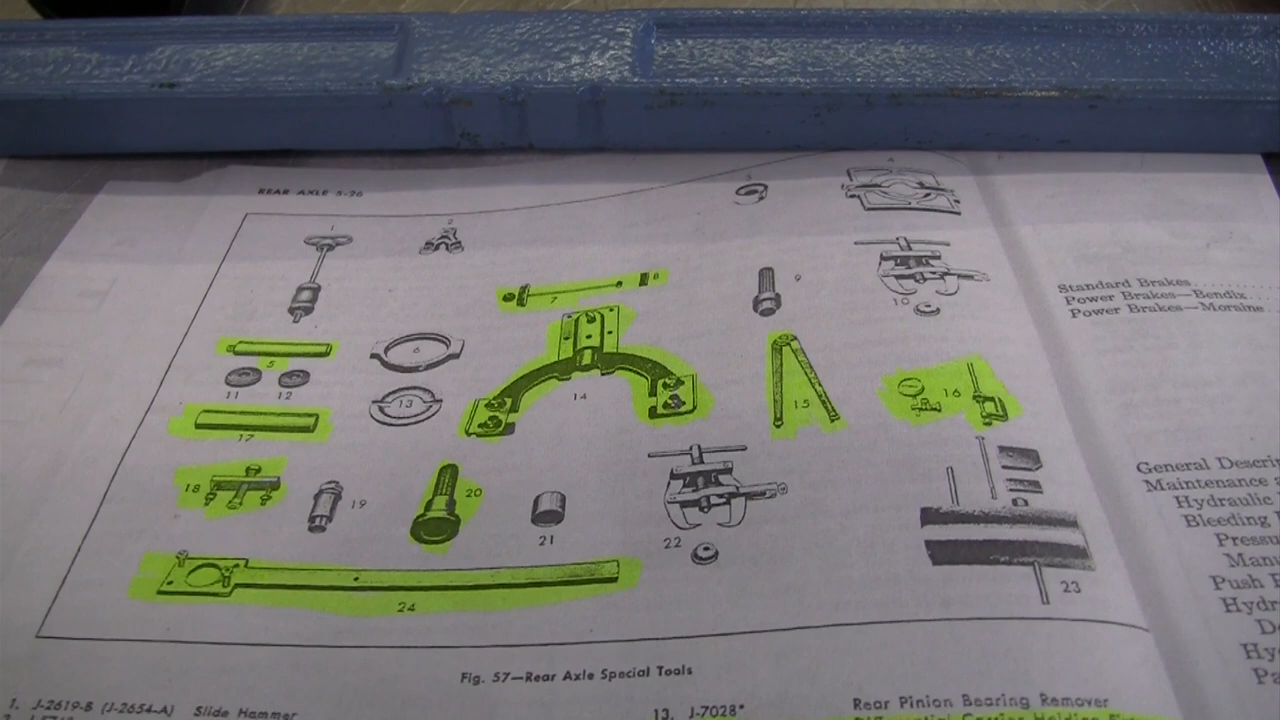 REAR AXLE 5-26
1
2
3
4
5
6
7
8
9
10
11
12
13
14
15
16
17
18
19
20
21
22
23
24
Fig. 57—Rear Axle Special Tools
1. J-2619-B (J-2654-A) Slide Hammer
13. J-7028*
Rear Pinion Bearing Remover
Standard Brakes
Power Brakes—Bendix
Power Brakes—Moraine
General Descri
Maintenance
Hydraulic
Bleeding
Pressu
Manu
Push
Hydr
D
Hy
Pa